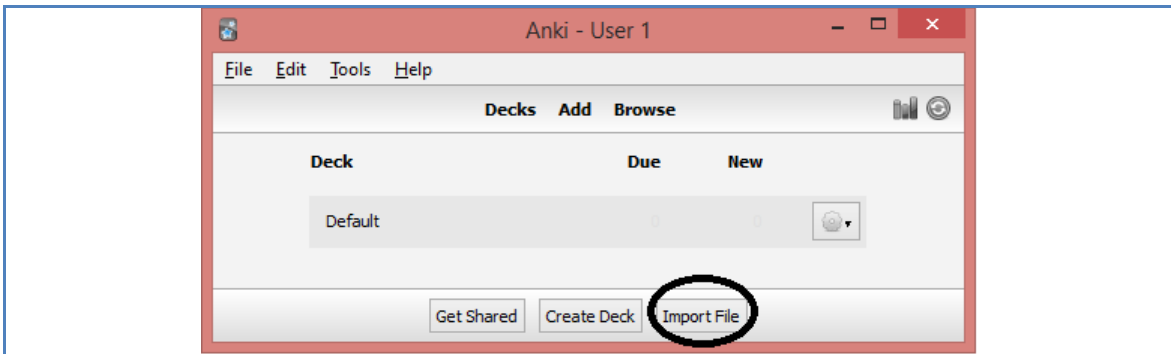 Anki - User 1
File Edit Tools Help
Decks Add Browse
Deck Due New
Default 0 0
Get Shared Create Deck Import File